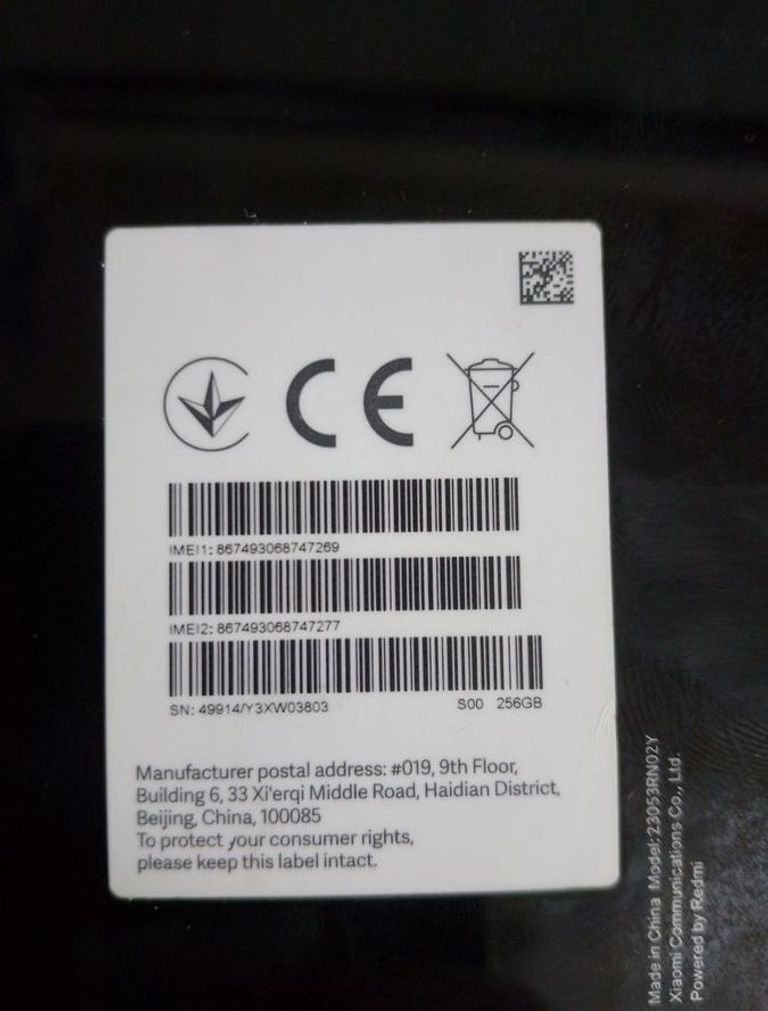 CE
IMEI1: 867493068747269
IMEI2: 867493068747277
SN: 49914/Y3XW03803 S00 256GB
Manufacturer postal address: #019, 9th Floor,
Building 6, 33 Xi'erqi Middle Road, Haidian District,
Beijing, China, 100085
To protect your consumer rights,
please keep this label intact.
Made in China Model: 23053RN02Y
Xiaomi Communications Co., Ltd.
Powered by Redmi